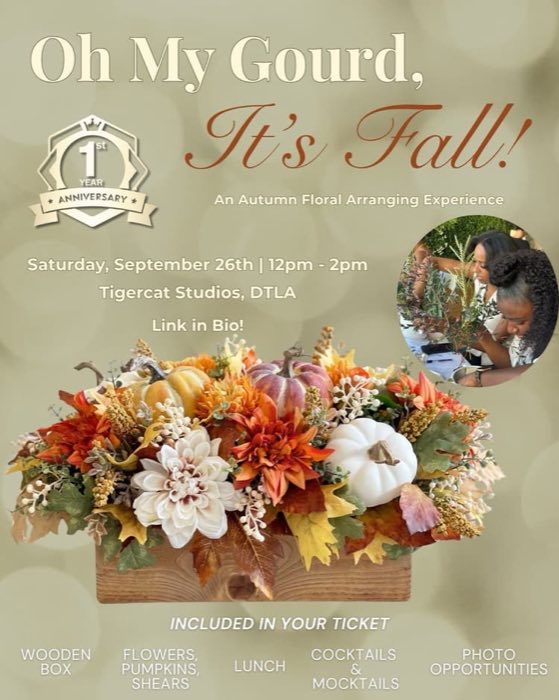 Oh My Gourd,
It's Fall!
1st
YEAR
ANNIVERSARY
An Autumn Floral Arranging Experience
Saturday, September 26th | 12pm - 2pm
Tigercat Studios, DTLA
Link in Bio!
INCLUDED IN YOUR TICKET
WOODEN
BOX
FLOWERS,
PUMPKINS,
SHEARS
LUNCH
COCKTAILS
&
MOCKTAILS
PHOTO
OPPORTUNITIES